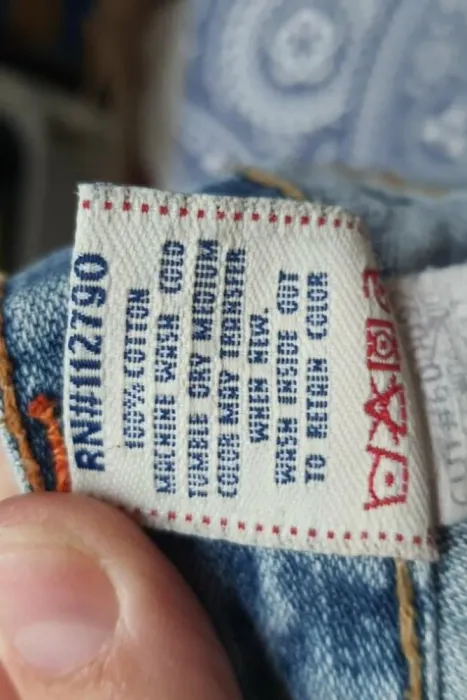 RN#112790
100% COTTON
MACHINE WASH COLD
TUMBLE DRY MEDIUM
COLOR MAY TRANSFER
WHEN NEW.
WASH INSIDE OUT
TO RETAIN COLOR